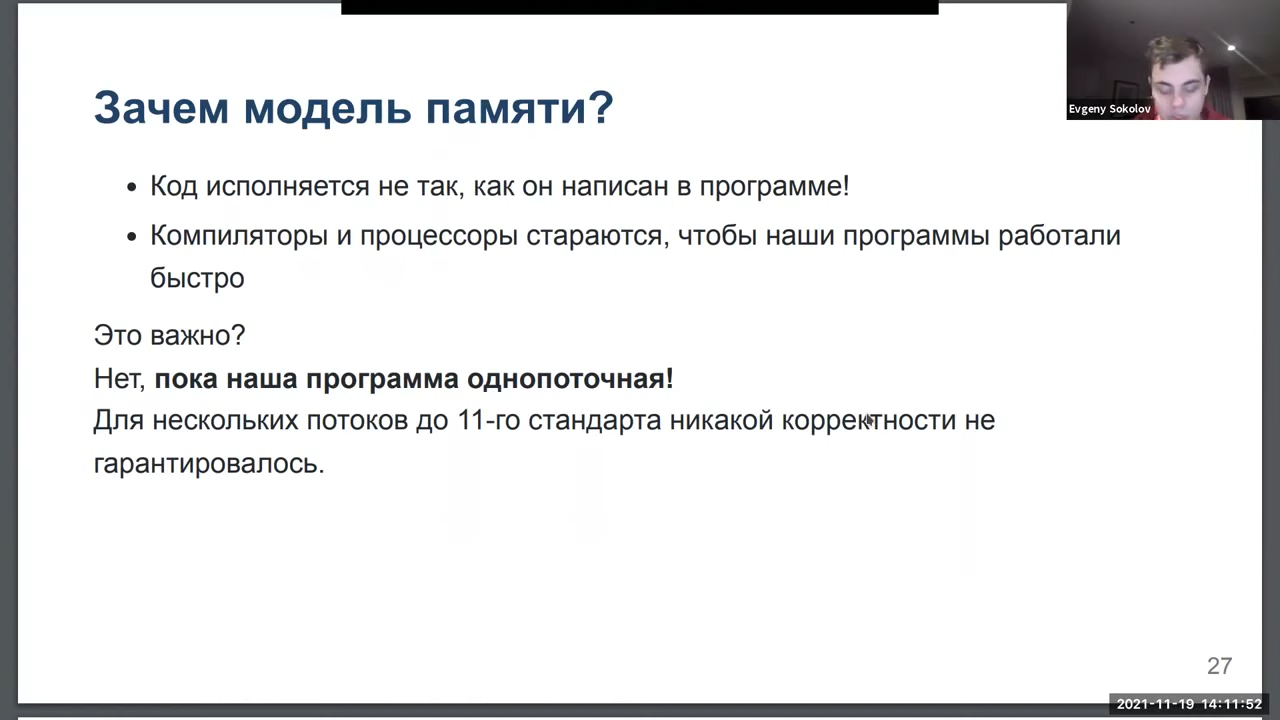 Evgeny Sokolov
Зачем модель памяти?
• Код исполняется не так, как он написан в программе!
• Компиляторы и процессоры стараются, чтобы наши программы работали
быстро
Это важно?
Нет, пока наша программа однопоточная!
Для нескольких потоков до 11-го стандарта никакой корректности не
гарантировалось.
27
2021-11-19 14:11:52